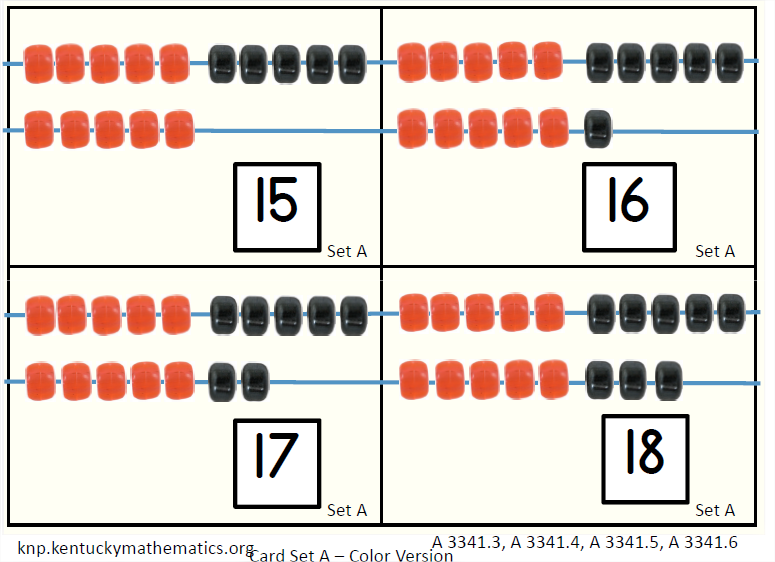 15
Set A
16
Set A
17
Set A
18
Set A
knp.kentuckymathematics.org
Card Set A – Color Version
A 3341.3, A 3341.4, A 3341.5, A 3341.6